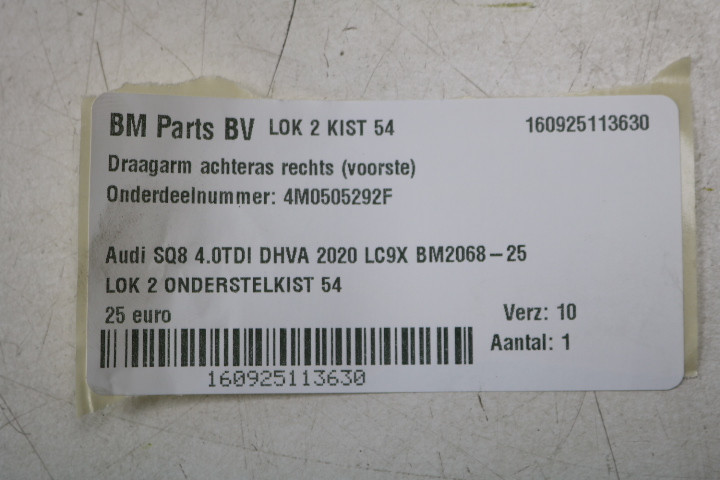 BM Parts BV LOK 2 KIST 54 160925113630
Draagarm achteras rechts (voorste)
Onderdeelnummer: 4M0505292F
Audi SQ8 4.0TDI DHVA 2020 LC9X BM2068-25
LOK 2 ONDERSTELKIST 54
25 euro Verz: 10
Aantal: 1
160925113630